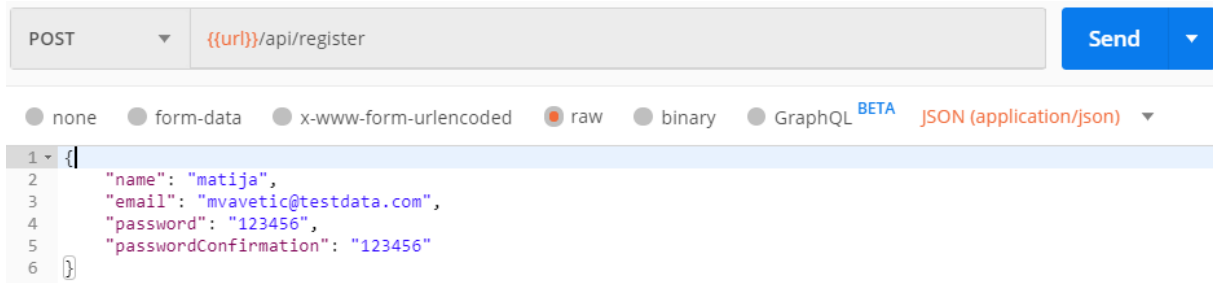 POST {{url}}/api/register Send
none form-data x-www-form-urlencoded raw binary GraphQL BETA JSON (application/json)
1 {
2 "name": "matija",
3 "email": "mvavetic@testdata.com",
4 "password": "123456",
5 "passwordConfirmation": "123456"
6 }